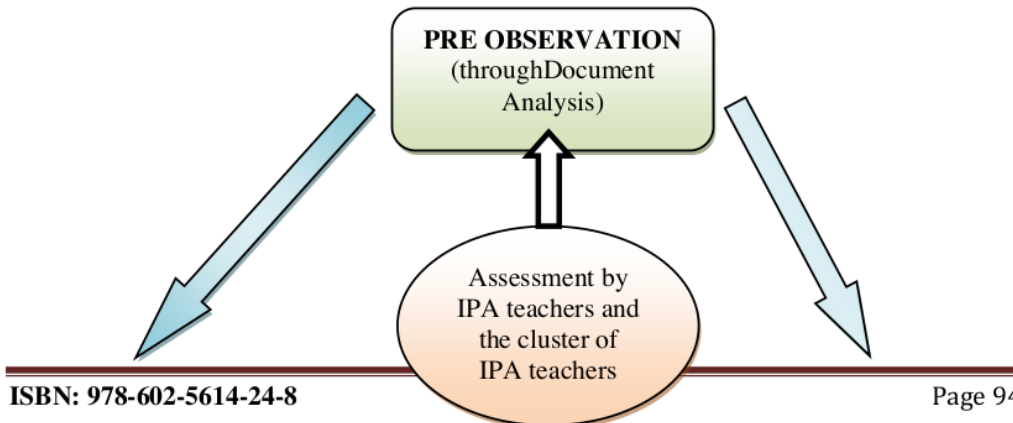 PRE OBSERVATION
(throughDocument
Analysis)
Assessment by
IPA teachers and
the cluster of
IPA teachers
ISBN: 978-602-5614-24-8
Page 94